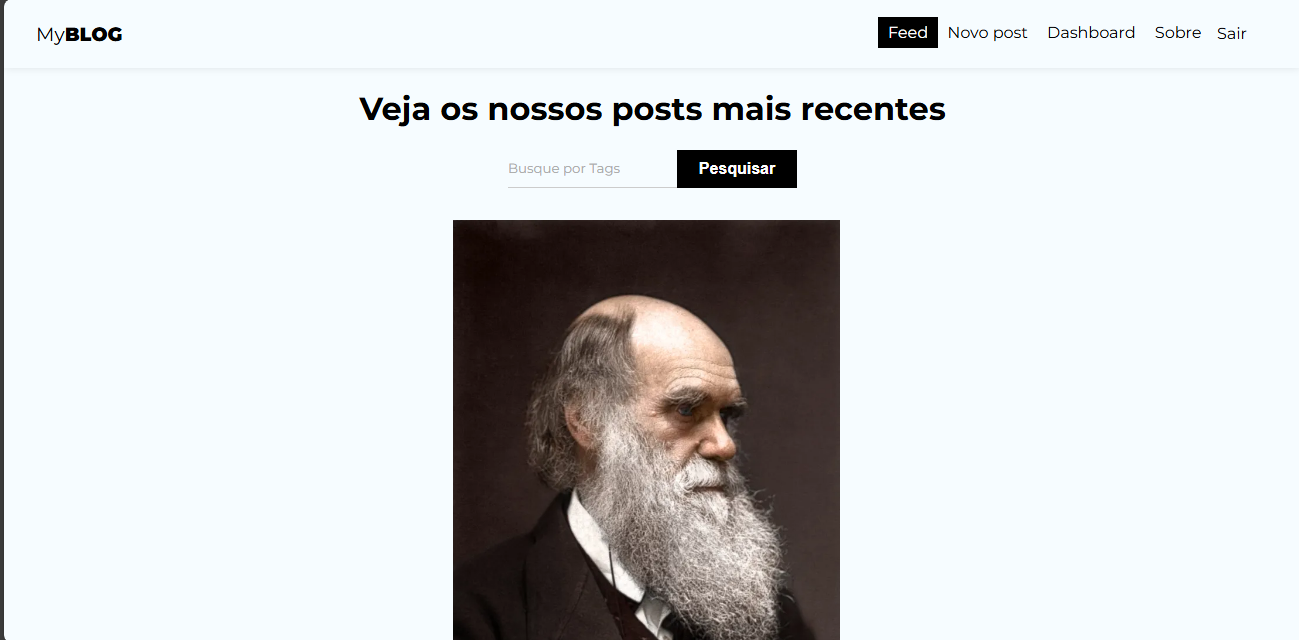 MyBLOG
Feed Novo post Dashboard Sobre Sair
Veja os nossos posts mais recentes
Busque por Tags Pesquisar